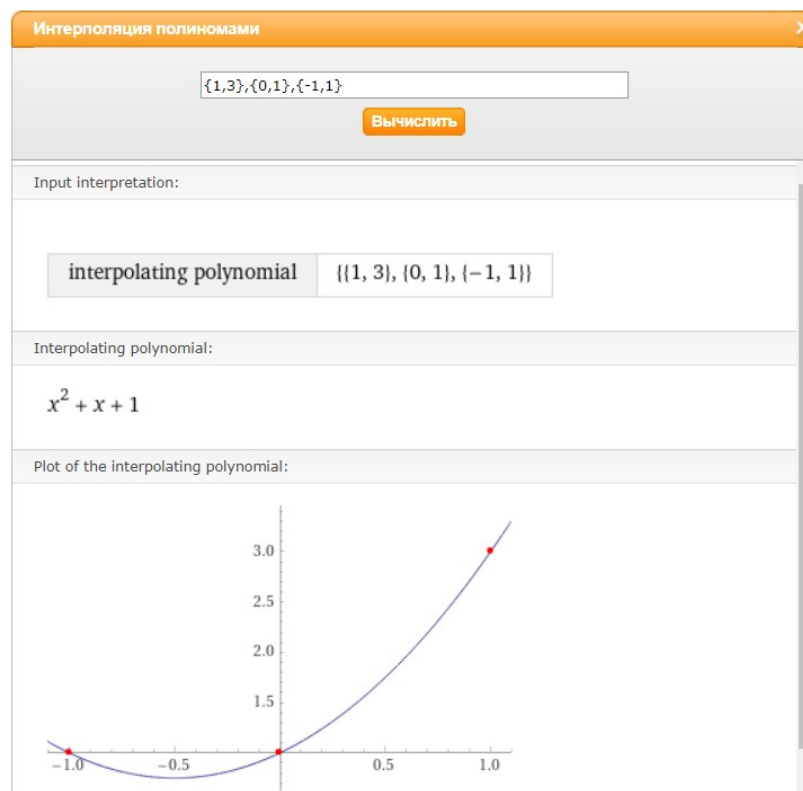 Интерполяция полиномами
{1,3},{0,1},{-1,1}
Вычислить
Input interpretation:
interpolating polynomial {{1, 3}, {0, 1}, {−1, 1}}
Interpolating polynomial:
x² + x + 1
Plot of the interpolating polynomial:
3.0
2.5
2.0
1.5
−1.0 −0.5 0.5 1.0